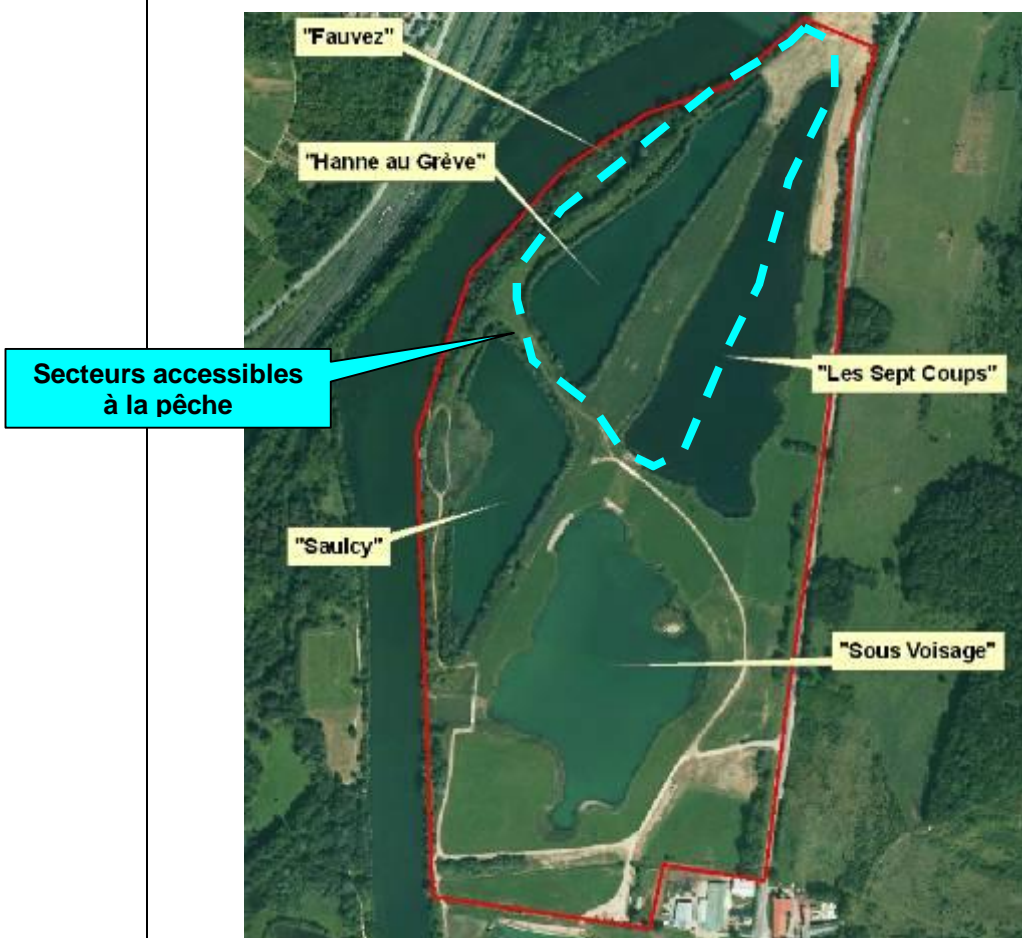 "Fauvez"
"Hanne au Grève"
Secteurs accessibles
à la pêche
"Les Sept Coups"
"Saulcy"
"Sous Voisage"